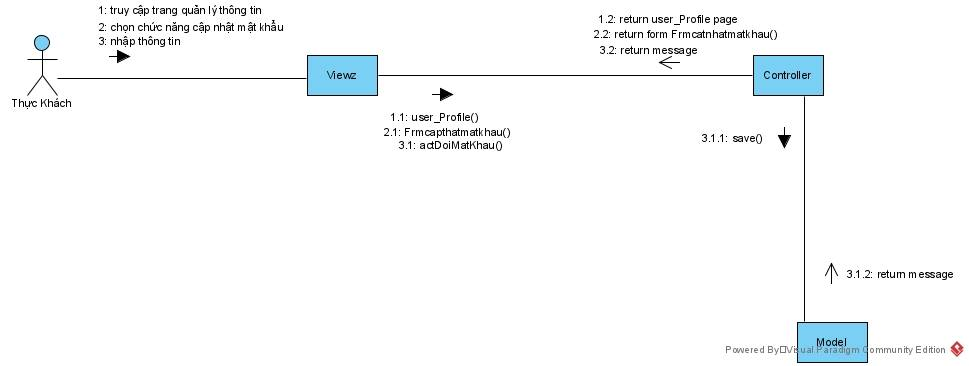 1: truy cập trang quản lý thông tin
2: chọn chức năng cập nhật mật khẩu
3: nhập thông tin
1.2: return user_Profile page
2.2: return form Frmcatnhatmatkhau()
3.2: return message
Viewz
Controller
Thực Khách
1.1: user_Profile()
2.1: Frmcapthatmatkhau()
3.1: actDoiMatKhau()
3.1.1: save()
3.1.2: return message
Model
Powered By Visual Paradigm Community Edition